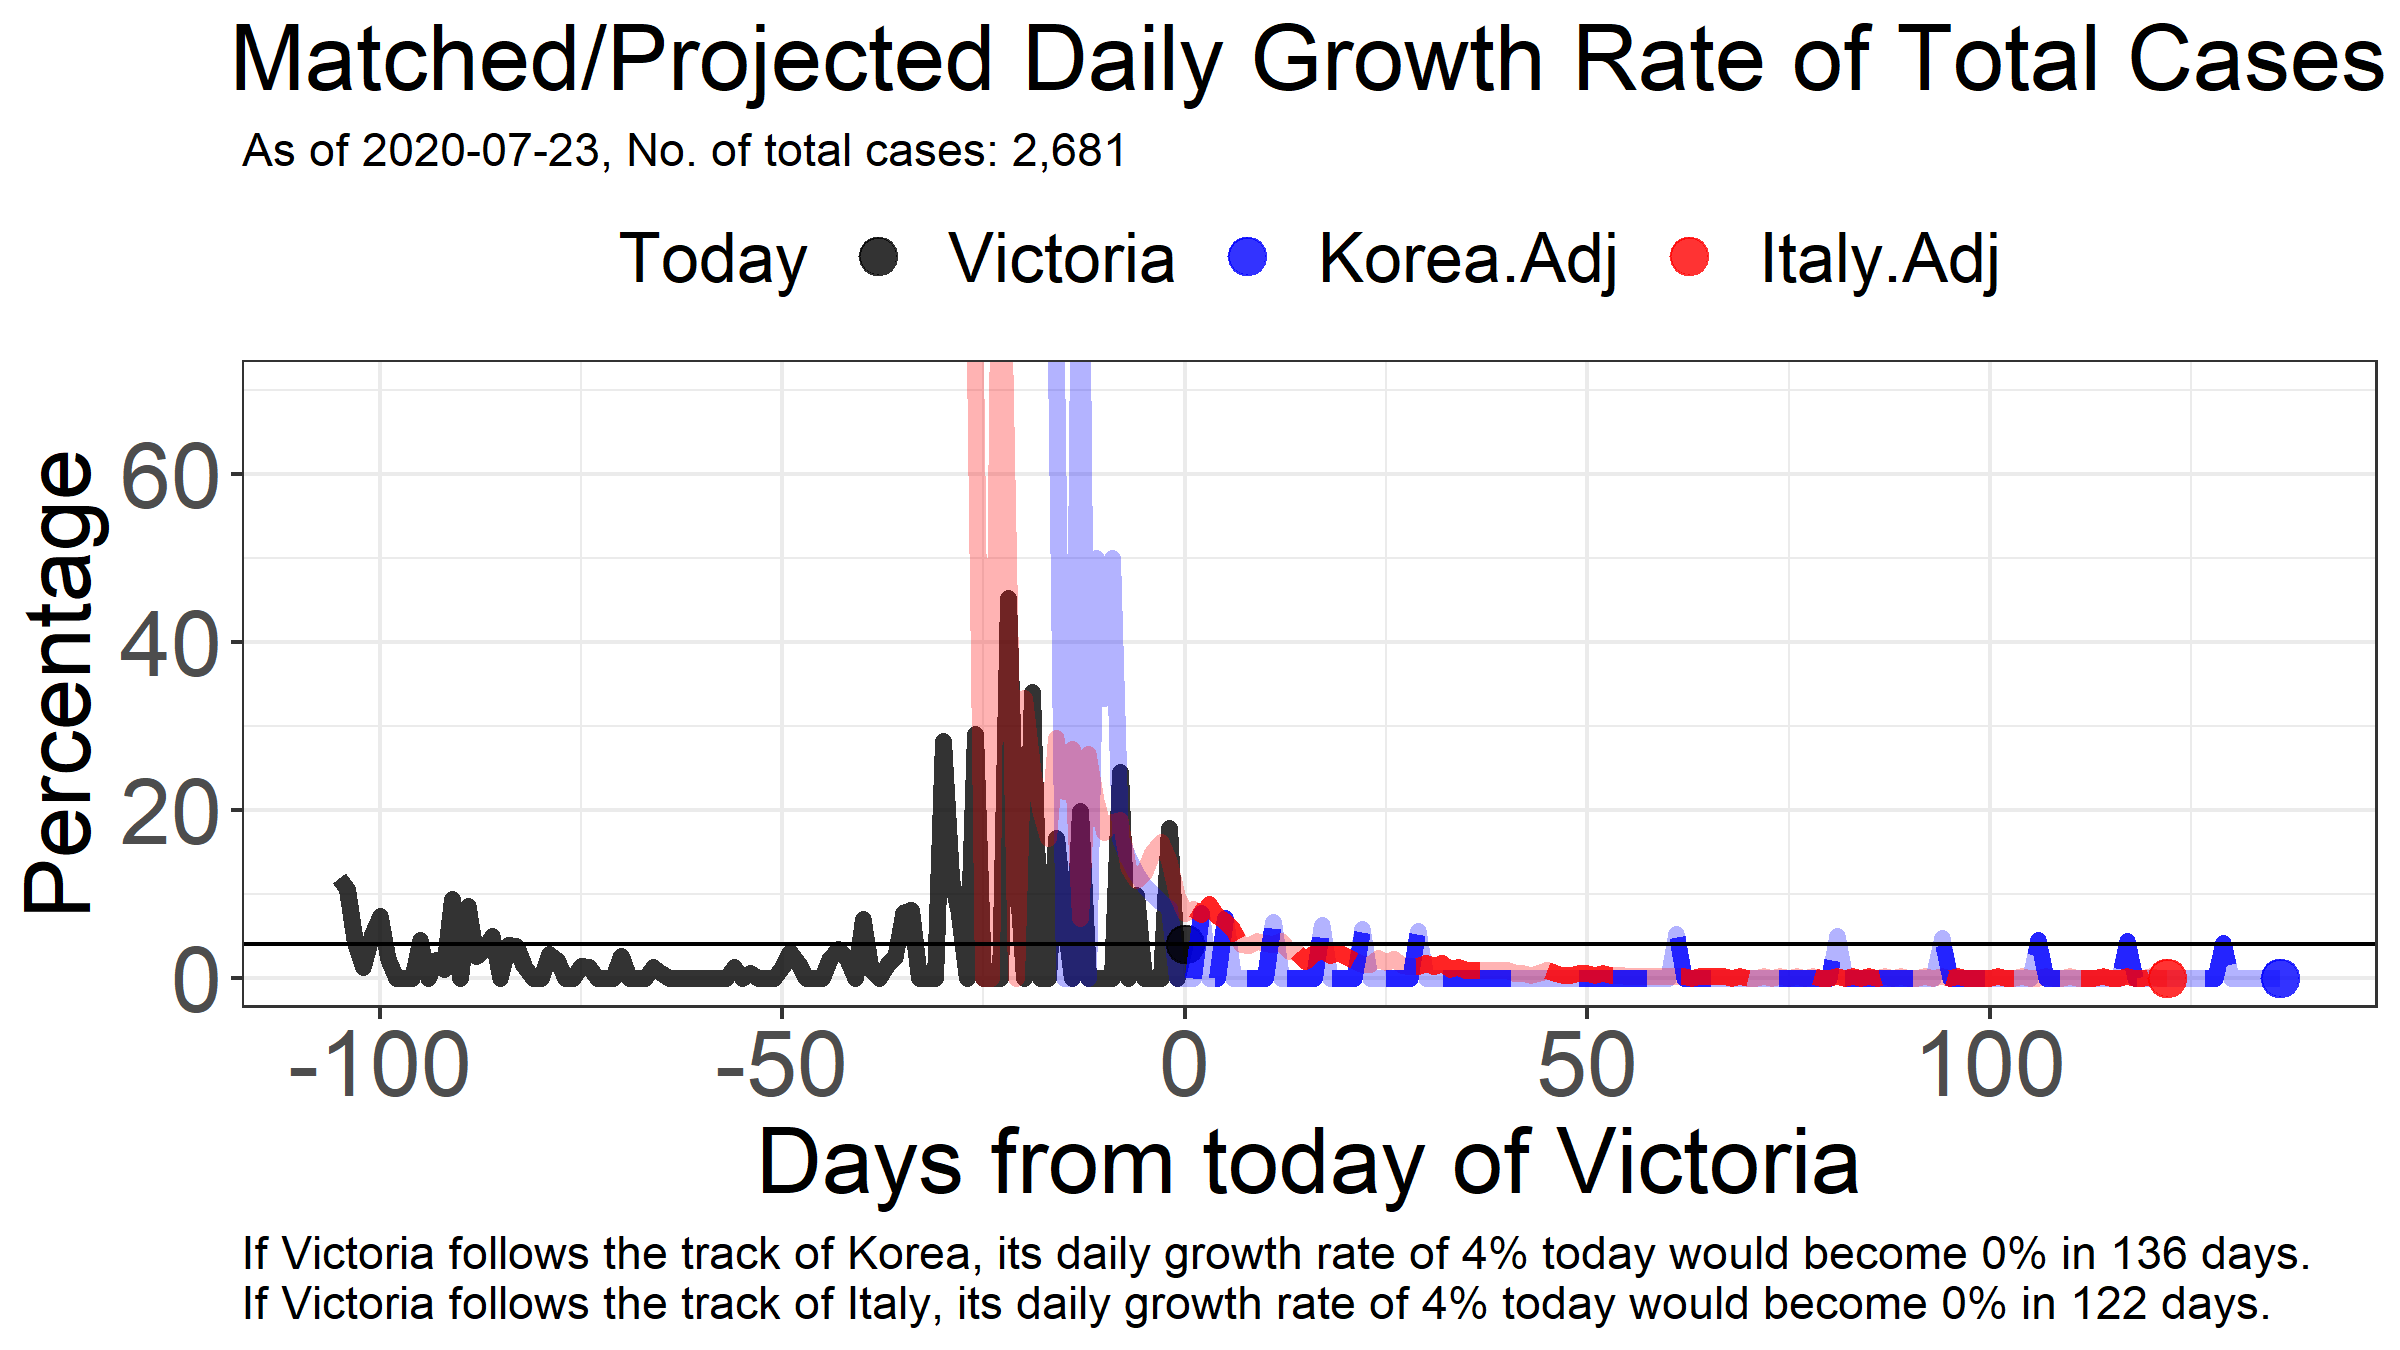 Matched/Projected Daily Growth Rate of Total Cases
As of 2020-07-23, No. of total cases: 2,681
Today Victoria Korea.Adj Italy.Adj
Percentage
60
40
20
0
-100 -50 0 50 100
Days from today of Victoria
If Victoria follows the track of Korea, its daily growth rate of 4% today would become 0% in 136 days.
If Victoria follows the track of Italy, its daily growth rate of 4% today would become 0% in 122 days.